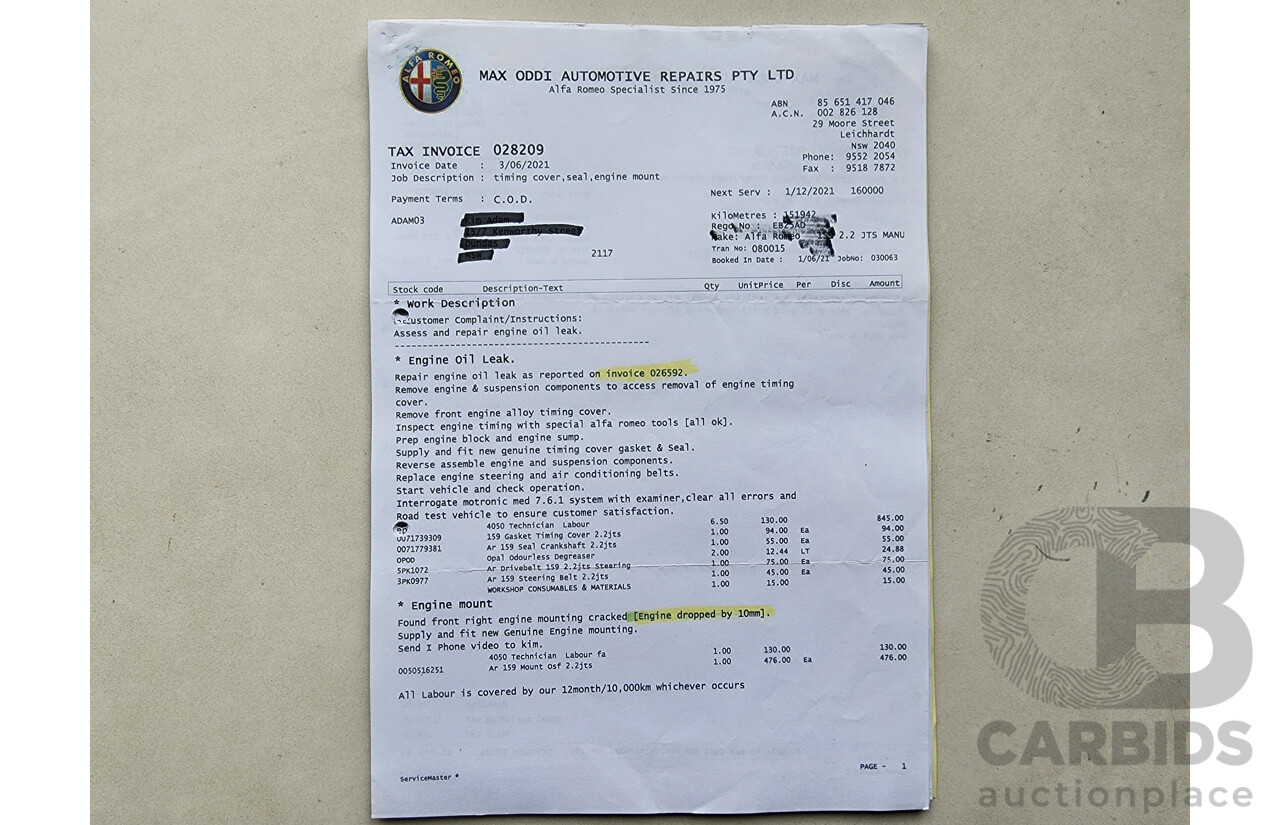 ALFA ROMEO
MAX ODDI AUTOMOTIVE REPAIRS PTY LTD
Alfa Romeo Specialist Since 1975
ABN 85 651 417 046
A.C.N. 002 826 128
29 Moore Street
Leichhardt
Nsw 2040
Phone: 9552 2054
Fax : 9518 7872
TAX INVOICE 028209
Invoice Date : 3/06/2021
Job Description : timing cover,seal,engine mount
Next Serv : 1/12/2021 160000
Payment Terms : C.O.D.
ADAM03
2117
KiloMetres :
Rego No :
Make: Alfa Romeo 2.2 JTS MANU
Tran No: 080015
Booked In Date : 1/06/21 JobNo: 030063
Stock code Description-Text Qty UnitPrice Per Disc Amount
* Work Description
Customer Complaint/Instructions:
Assess and repair engine oil leak.
----------------------------------------------
* Engine Oil Leak.
Repair engine oil leak as reported on invoice 026592.
Remove engine & suspension components to access removal of engine timing
cover.
Remove front engine alloy timing cover.
Inspect engine timing with special alfa romeo tools [all ok].
Prep engine block and engine sump.
Supply and fit new genuine timing cover gasket & Seal.
Reverse assemble engine and suspension components.
Replace engine steering and air conditioning belts.
Start vehicle and check operation.
Interrogate motronic med 7.6.1 system with examiner,clear all errors and
Road test vehicle to ensure customer satisfaction.
4050 Technician Labour 6.50 130.00 845.00
0071739309 159 Gasket Timing Cover 2.2jts 1.00 94.00 Ea 94.00
0071779381 Ar 159 Seal Crankshaft 2.2jts 1.00 55.00 Ea 55.00
OPOD Opal Odourless Degreaser 2.00 12.44 LT 24.88
5PK1072 Ar Drivebelt 159 2.2jts Steering 1.00 75.00 Ea 75.00
3PK0977 Ar 159 Steering Belt 2.2jts 1.00 45.00 Ea 45.00
WORKSHOP CONSUMABLES & MATERIALS 1.00 15.00 15.00
* Engine mount
Found front right engine mounting cracked [Engine dropped by 10mm].
Supply and fit new Genuine Engine mounting.
Send I Phone video to kim.
4050 Technician Labour fa 1.00 130.00 130.00
0050516251 Ar 159 Mount Osf 2.2jts 1.00 476.00 Ea 476.00
All Labour is covered by our 12month/10,000km whichever occurs
ServiceMaster
PAGE - 1
CB
CARBIDS
auctionplace